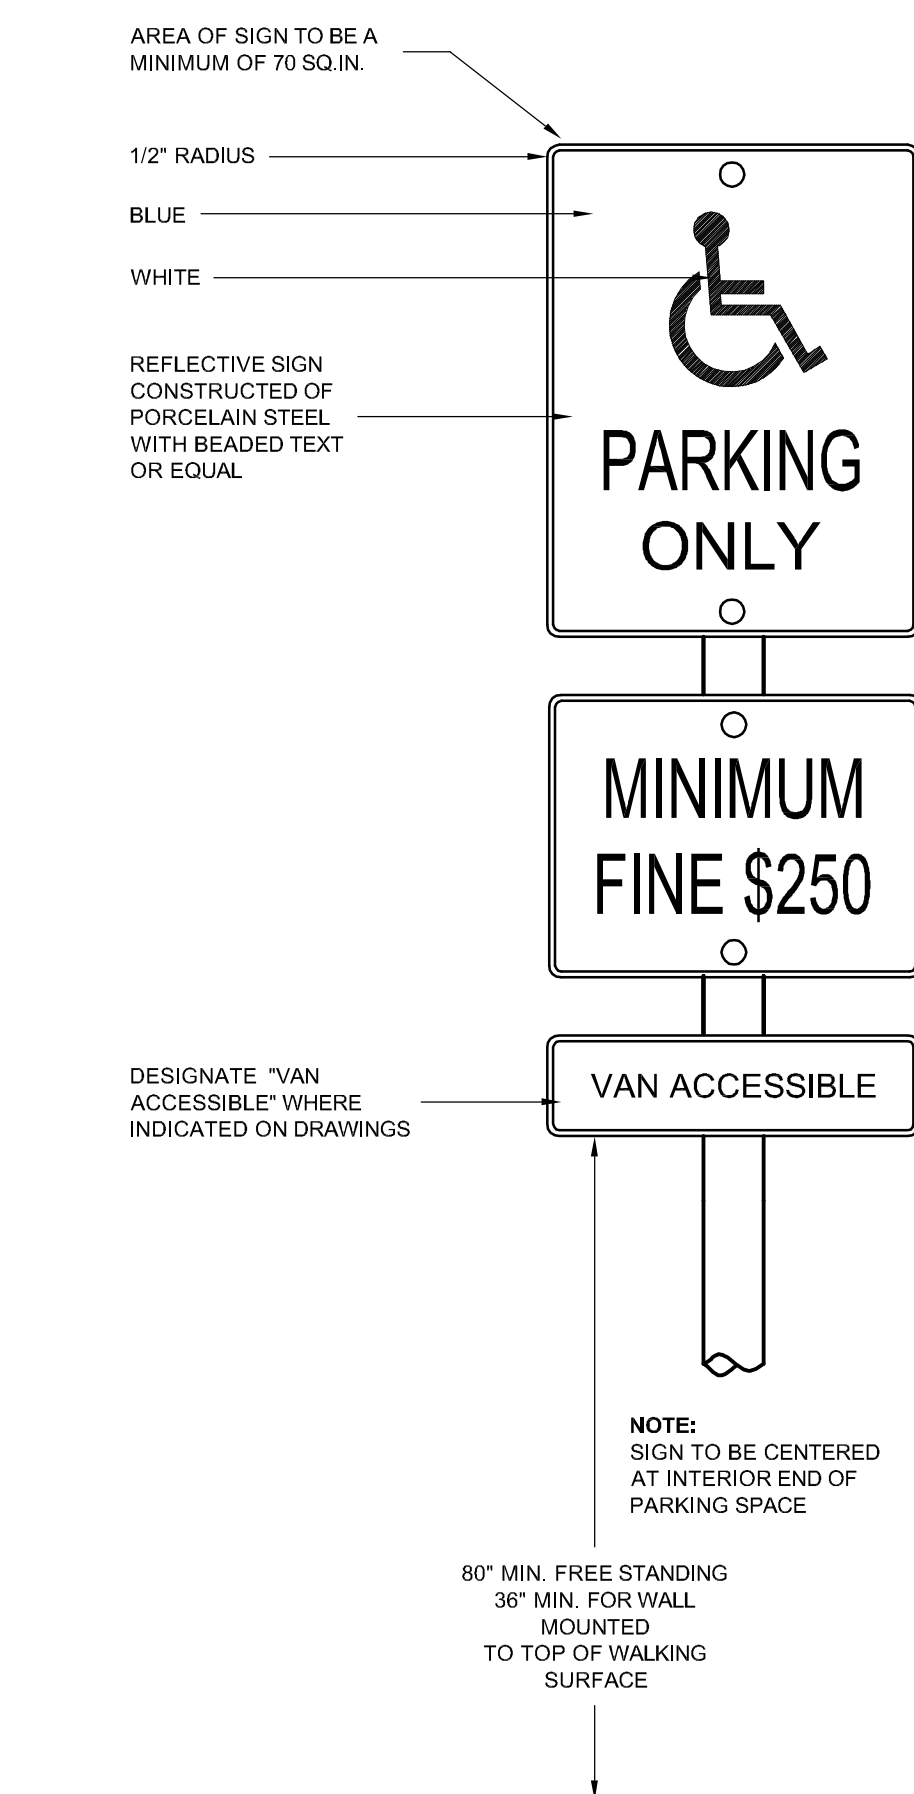 AREA OF SIGN TO BE A
MINIMUM OF 70 SQ.IN.
1/2" RADIUS
BLUE
WHITE
REFLECTIVE SIGN
CONSTRUCTED OF
PORCELAIN STEEL
WITH BEADED TEXT
OR EQUAL
PARKING
ONLY
MINIMUM
FINE $250
DESIGNATE "VAN
ACCESSIBLE" WHERE
INDICATED ON DRAWINGS
VAN ACCESSIBLE
NOTE:
SIGN TO BE CENTERED
AT INTERIOR END OF
PARKING SPACE
80" MIN. FREE STANDING
36" MIN. FOR WALL
MOUNTED
TO TOP OF WALKING
SURFACE